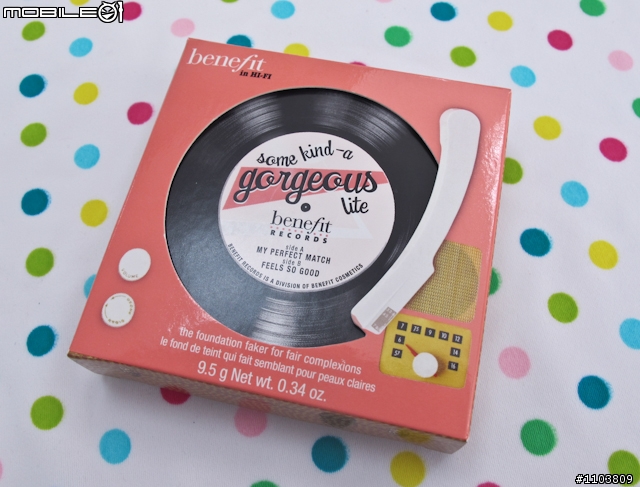 MOBILE01
benefit
in HI-FI
some kind-a
gorgeous
lite
benefit
RECORDS
side A
MY PERFECT MATCH
side B
FEELS SO GOOD
BENEFIT RECORDS IS A DIVISION OF BENEFIT COSMETICS
VOLUME
the foundation faker for fair complexions
le fond de teint qui fait semblant pour peaux claires
9.5 g Net wt. 0.34 oz.
#1103809